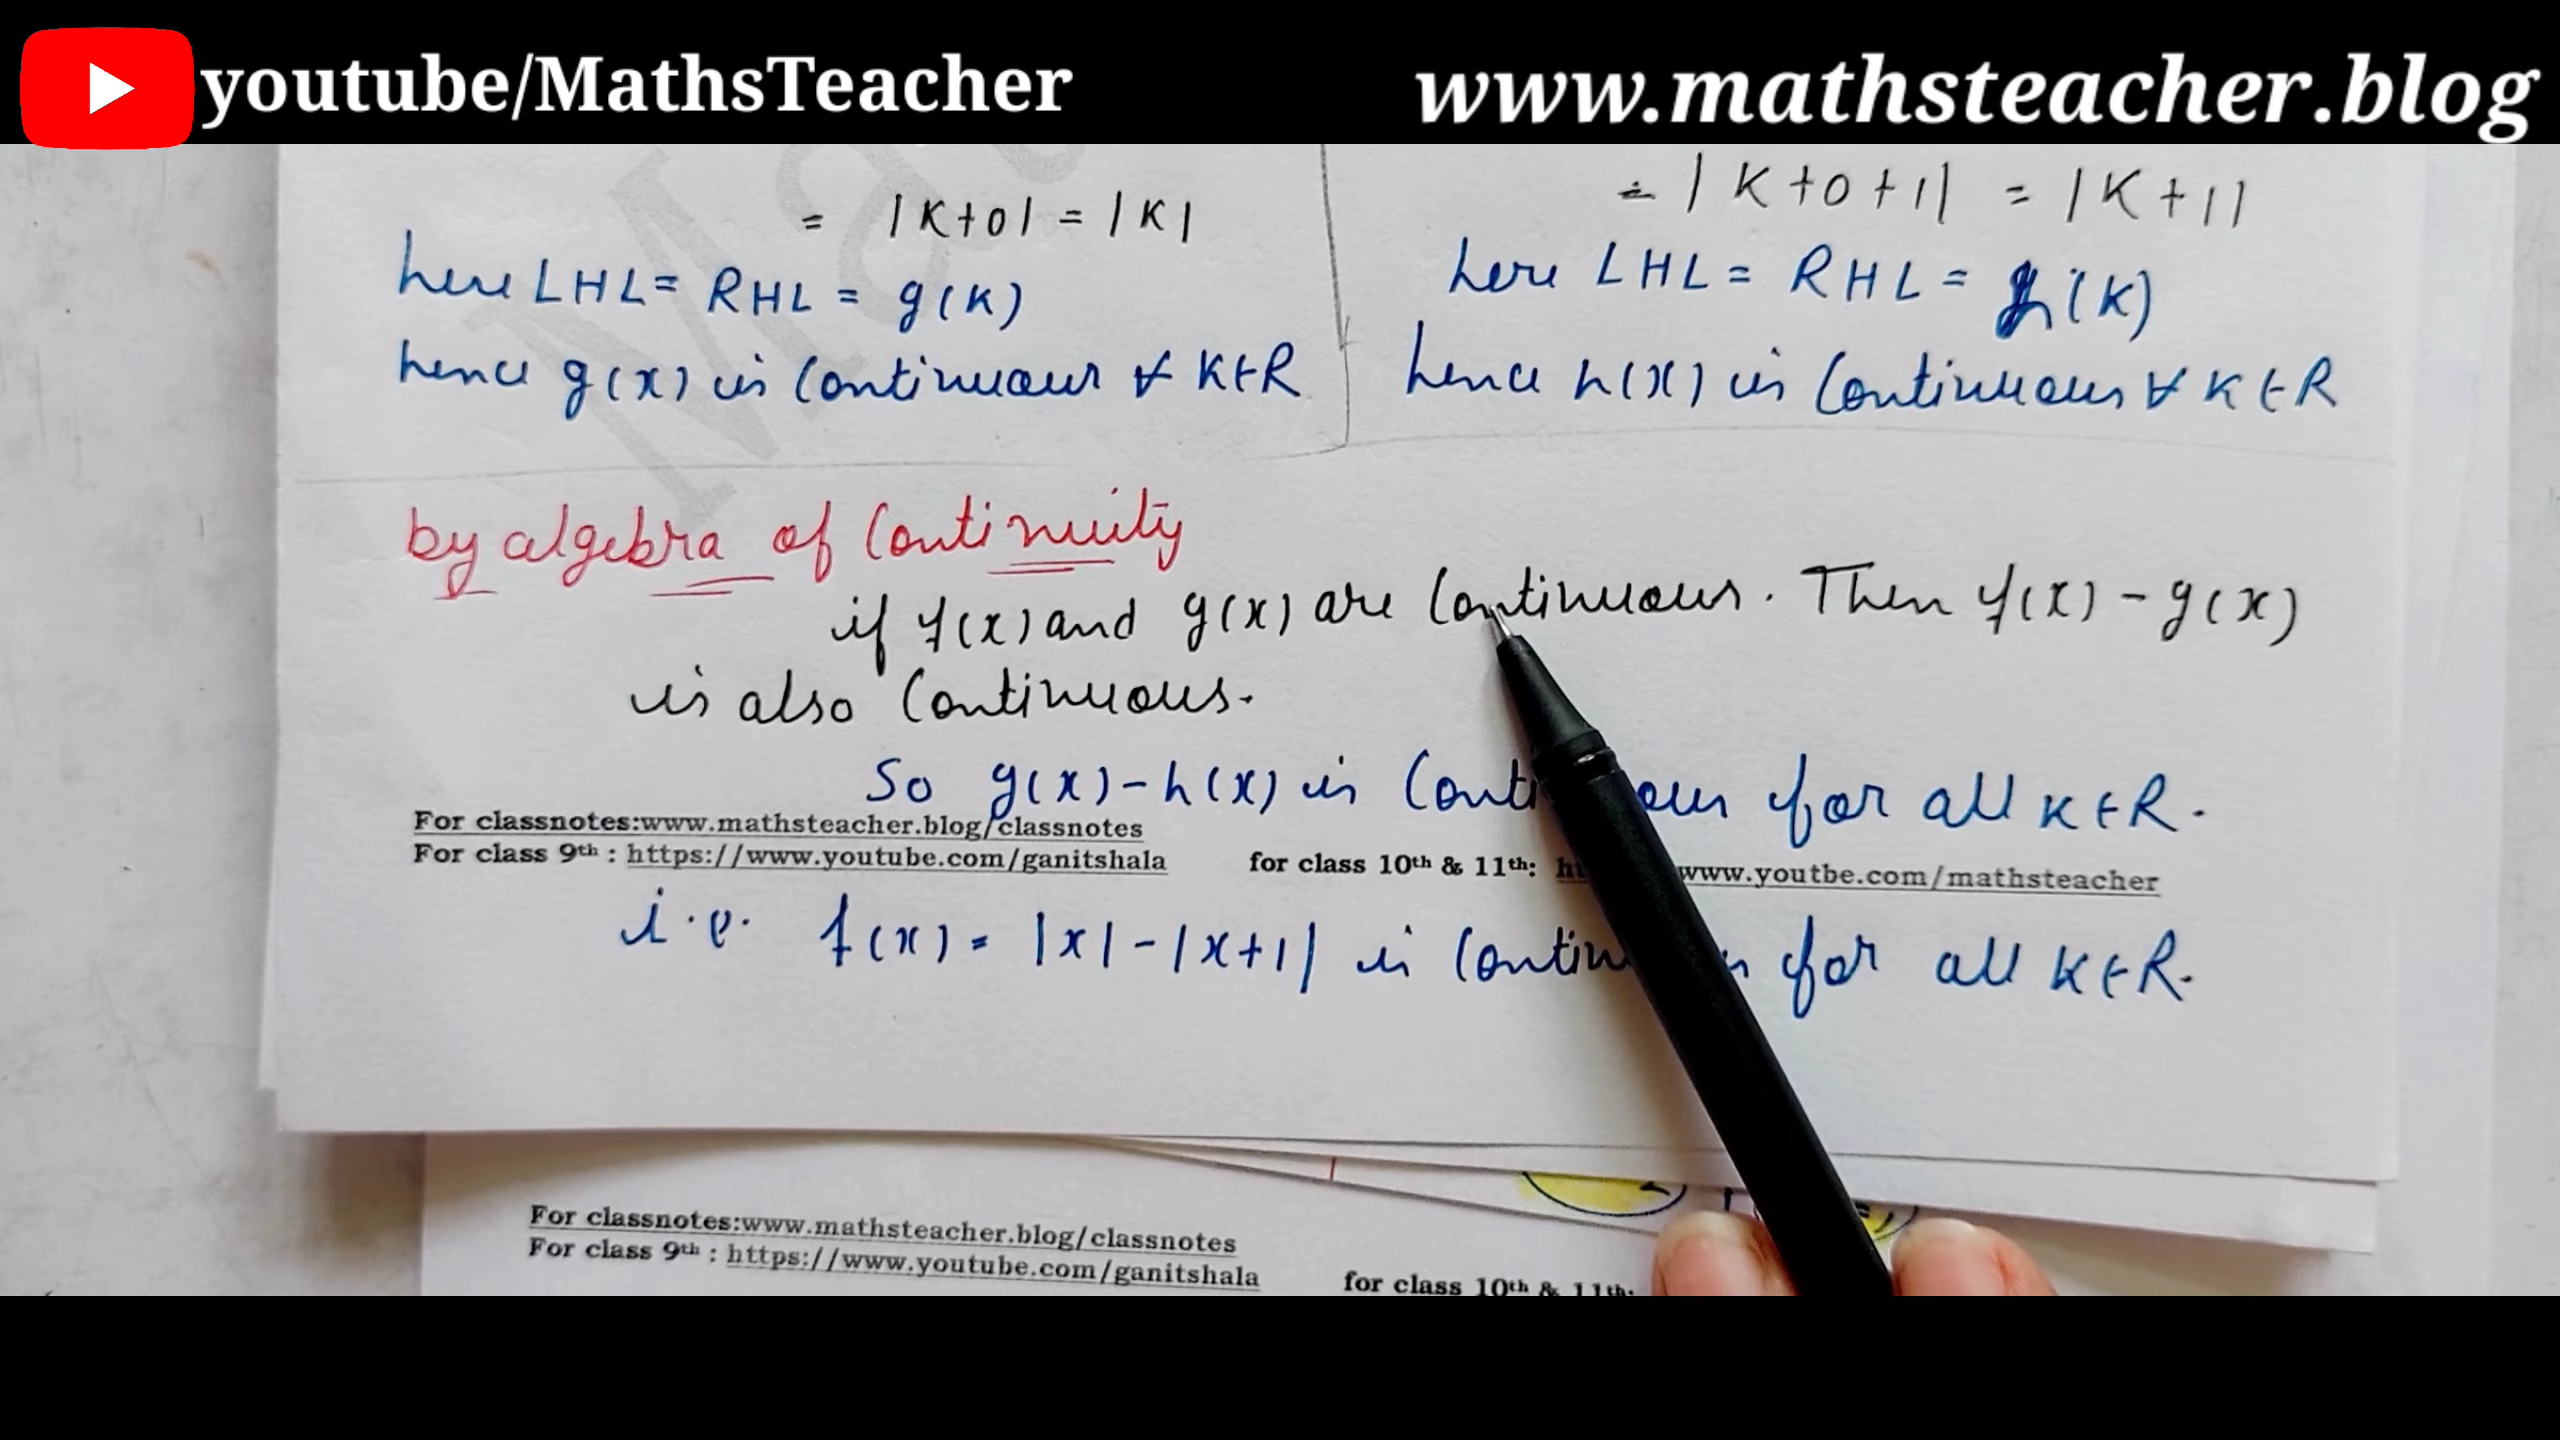 youtube/MathsTeacher
www.mathsteacher.blog
= |K+0| = |K|
here LHL = RHL = g(K)
hence g(x) is continuous ∀ K∈R
= |K+0+1| = |K+1|
here LHL = RHL = h(K)
hence h(x) is continuous ∀ K∈R
by algebra of Continuity
if f(x) and g(x) are continuous. Then f(x) - g(x)
is also continuous.
So g(x) - h(x) is for all K∈R.
For classnotes:www.mathsteacher.blog/classnotes
For class 9th : https://www.youtube.com/ganitshala for class 10th & 11th: www.youtbe.com/mathsteacher
i.e. f(x) = |x| - |x+1| is for all K∈R.
For classnotes:www.mathsteacher.blog/classnotes
For class 9th : https://www.youtube.com/ganitshala for class 10th & 11th: